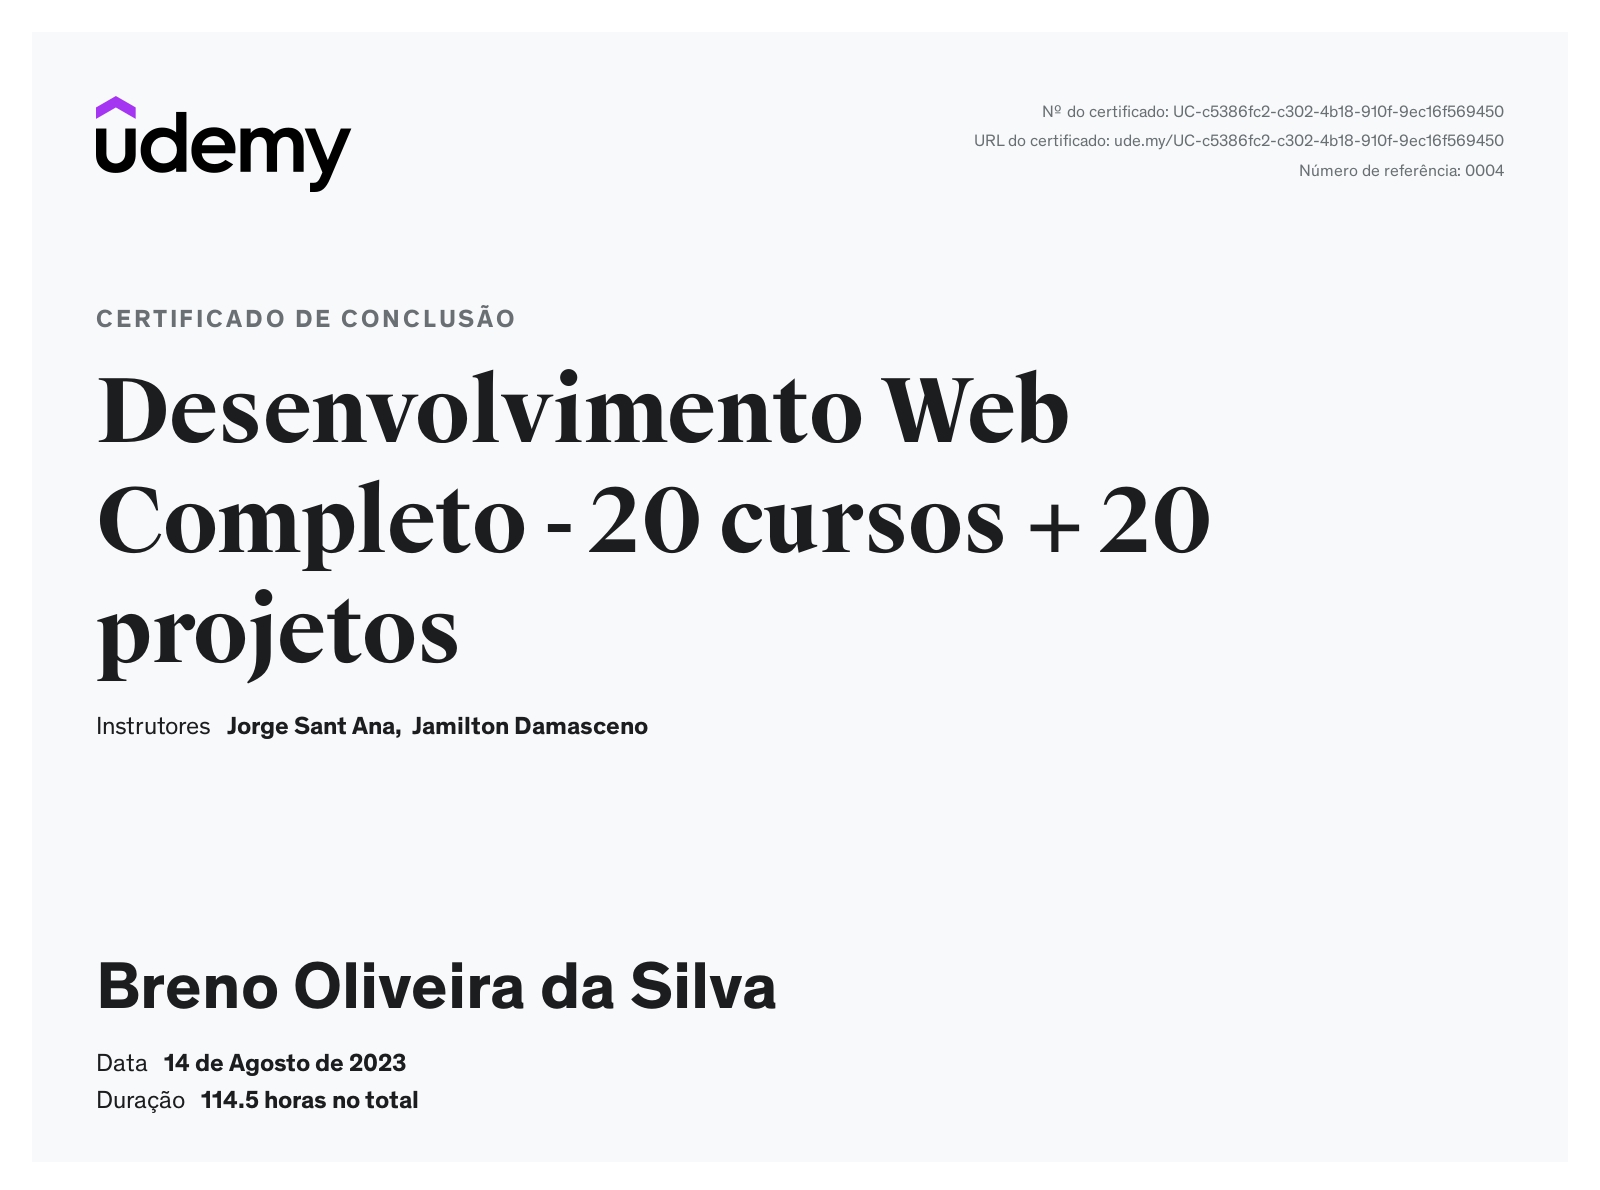 udemy
Nº do certificado: UC-c5386fc2-c302-4b18-910f-9ec16f569450
URL do certificado: ude.my/UC-c5386fc2-c302-4b18-910f-9ec16f569450
Número de referência: 0004
CERTIFICADO DE CONCLUSÃO
Desenvolvimento Web
Completo - 20 cursos + 20
projetos
Instrutores Jorge Sant Ana, Jamilton Damasceno
Breno Oliveira da Silva
Data 14 de Agosto de 2023
Duração 114.5 horas no total